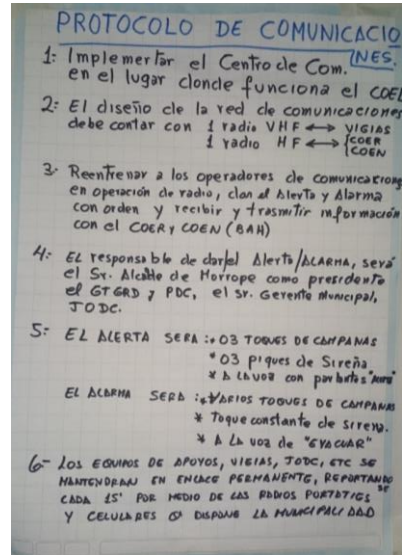 PROTOCOLO DE COMUNICACIO
NES.
1: Implementar el Centro de Com.
en el lugar donde funciona el COEL
2: El diseño de la red de comunicaciones
debe contar con 1 radio VHF ↔ VIGIAS
1 radio HF ↔ { COER
COEN
3. Reentrenar a los operadores de comunicaciones
en operación de radio, dan el Alerta y Alarma
con orden y recibir y trasmitir información
con el COER y COEN (BAH)
4: EL responsable de dar el Alerta/ALARMA, será
el Sr. Alcalde de Morrope como presidente
el GTGRD y PDC, el Sr. Gerente Municipal,
JODC.
5: EL ALERTA SERA :* 03 TOQUES DE CAMPANAS
* 03 piques de Sireña
* A LA VOZ con parlantes
EL ALARMA SERA :* VARIOS TOQUES DE CAMPANAS
* Toque constante de sirena.
* A LA VOZ de "EVACUAR"
6- LOS EQUIPOS DE APOYOS, VIGIAS, JODC, ETC SE
MANTENDRAN EN ENLACE PERMANENTE, REPORTANDOSE
CADA 15' POR MEDIO DE LAS RADIOS PORTATILES
Y CELULARES Q DISPONE LA MUNICIPALIDAD